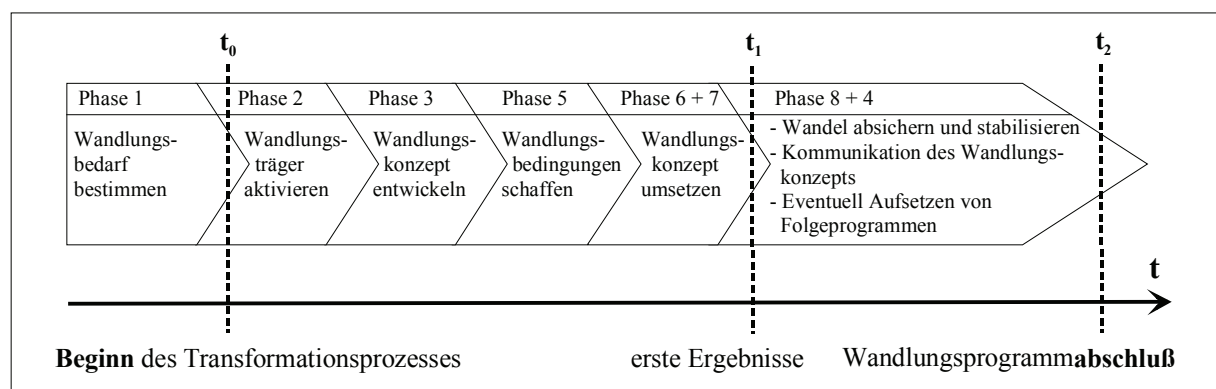 t0 t1 t2
Phase 1 Phase 2 Phase 3 Phase 5 Phase 6 + 7 Phase 8 + 4
Wandlungs-
bedarf
bestimmen
Wandlungs-
träger
aktivieren
Wandlungs-
konzept
entwickeln
Wandlungs-
bedingungen
schaffen
Wandlungs-
konzept
umsetzen
- Wandel absichern und stabilisieren
- Kommunikation des Wandlungs-
konzepts
- Eventuell Aufsetzen von
Folgeprogrammen
t
Beginn des Transformationsprozesses erste Ergebnisse Wandlungsprogrammabschluß